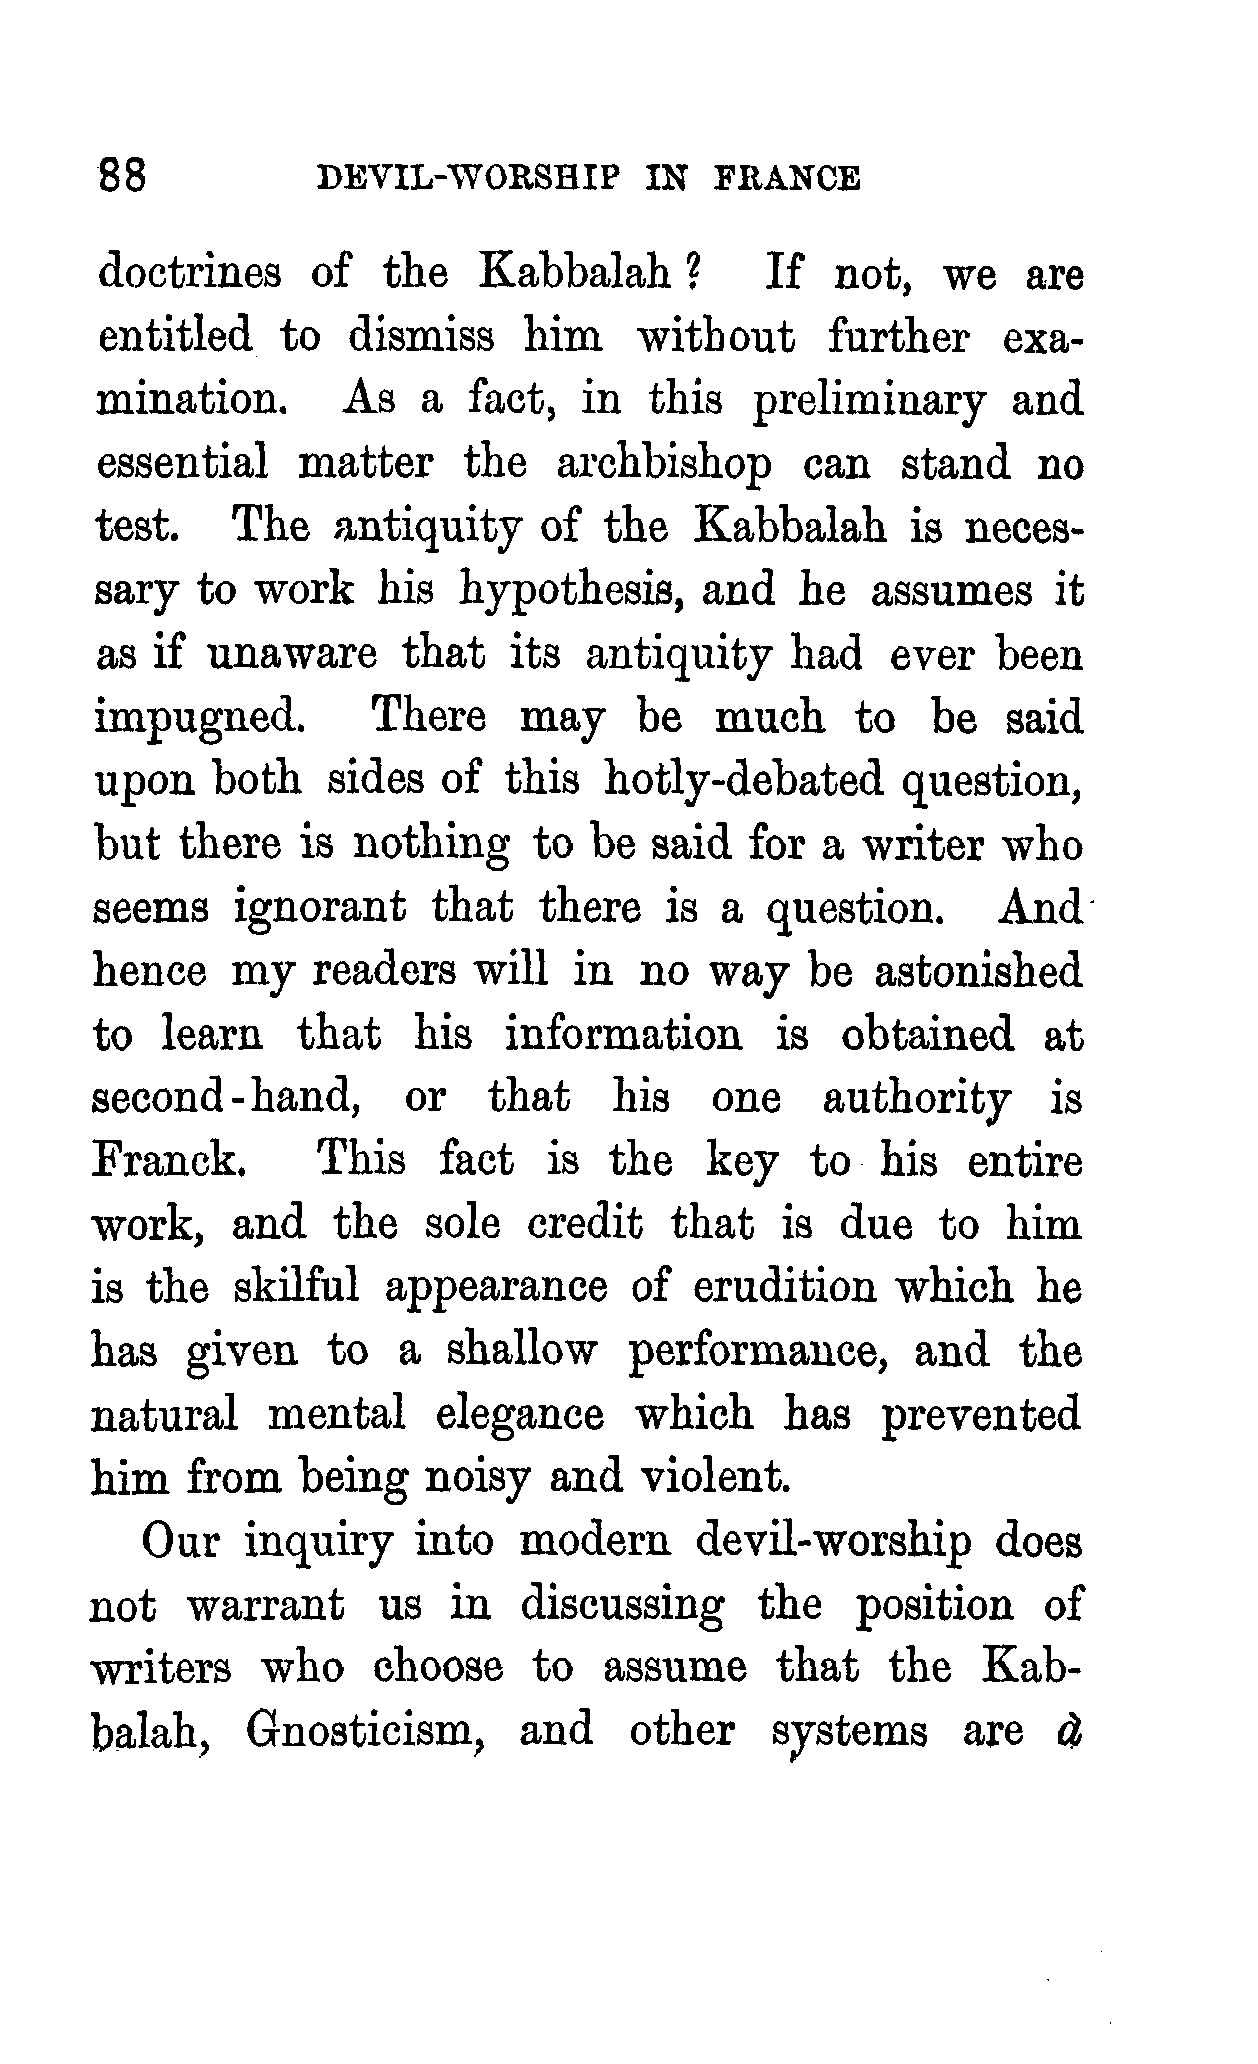 88 DEVIL-WORSHIP IN FRANCE
doctrines of the Kabbalah ? If not, we are
entitled to dismiss him without further exa-
mination. As a fact, in this preliminary and
essential matter the archbishop can stand no
test. The antiquity of the Kabbalah is neces-
sary to work his hypothesis, and he assumes it
as if unaware that its antiquity had ever been
impugned. There may be much to be said
upon both sides of this hotly-debated question,
but there is nothing to be said for a writer who
seems ignorant that there is a question. And
hence my readers will in no way be astonished
to learn that his information is obtained at
second-hand, or that his one authority is
Franck. This fact is the key to his entire
work, and the sole credit that is due to him
is the skilful appearance of erudition which he
has given to a shallow performance, and the
natural mental elegance which has prevented
him from being noisy and violent.
Our inquiry into modern devil-worship does
not warrant us in discussing the position of
writers who choose to assume that the Kab-
balah, Gnosticism, and other systems are à